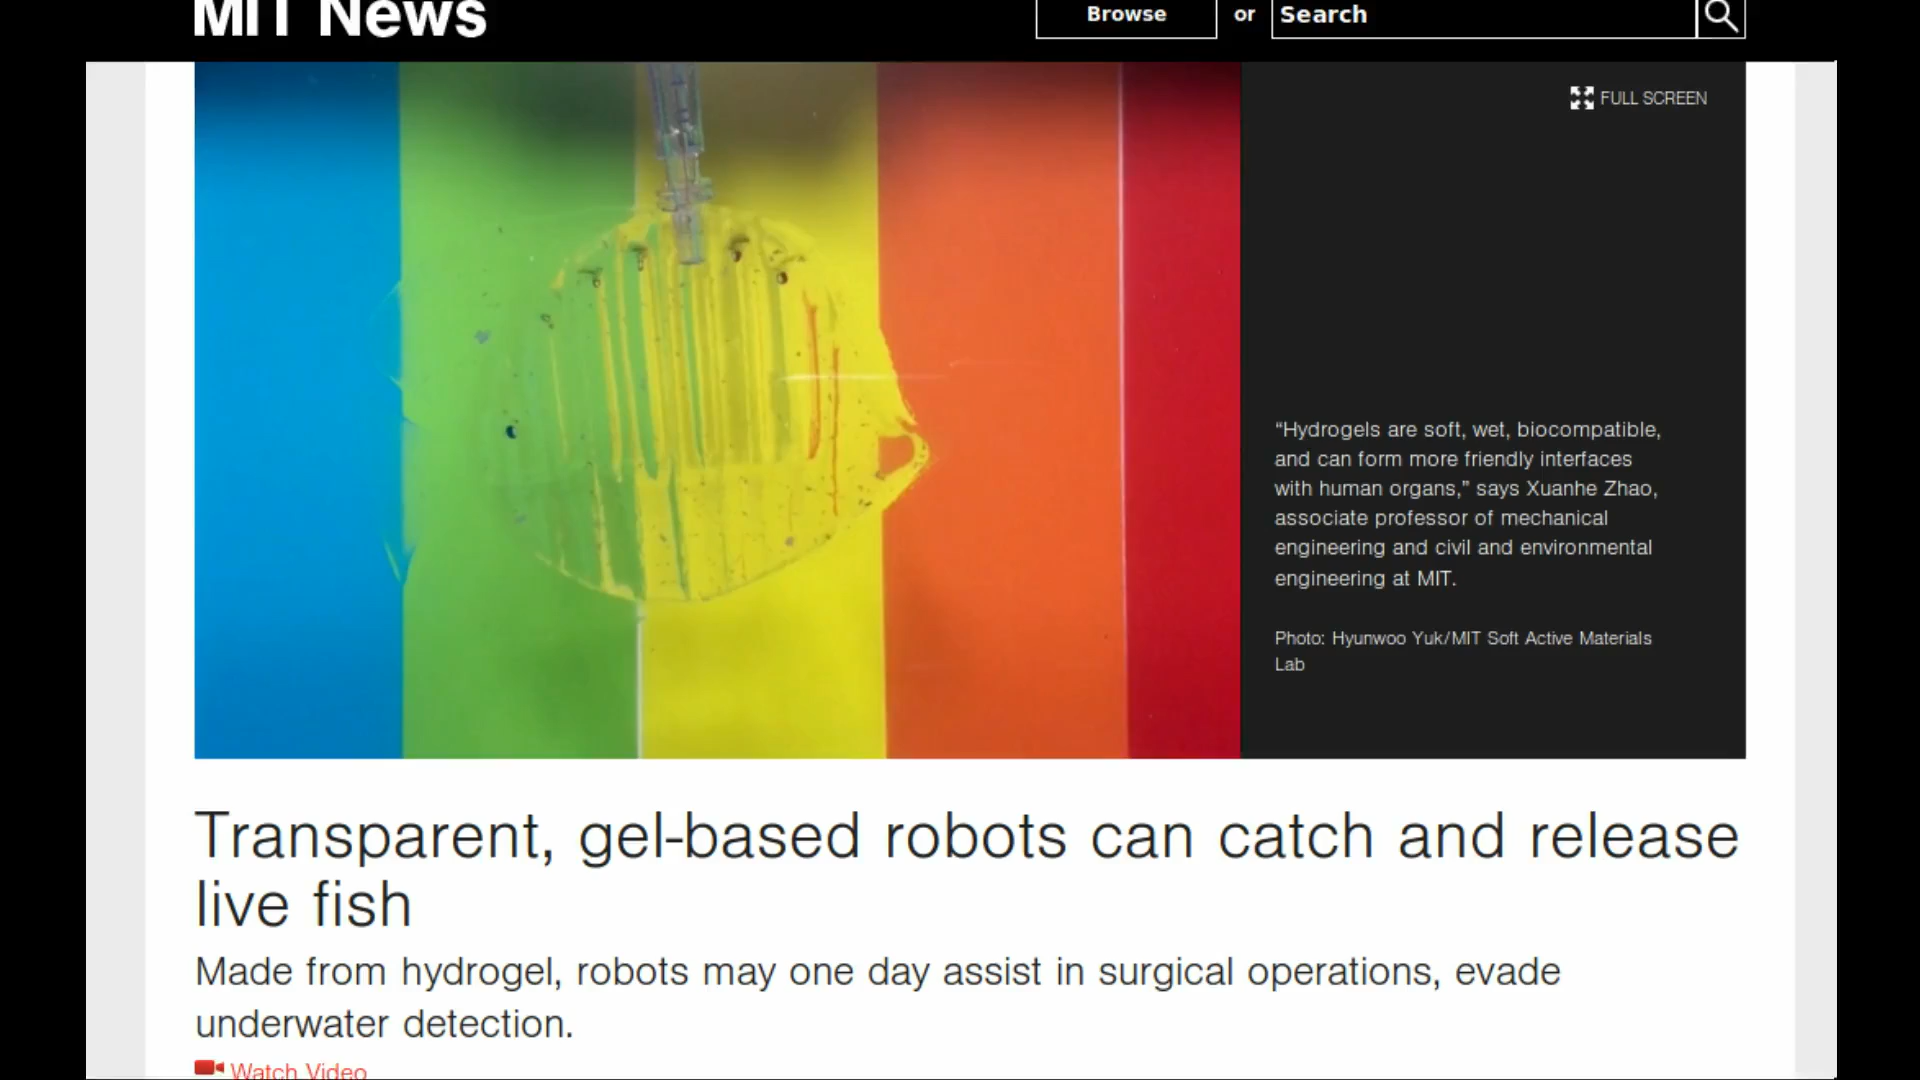 MIT News
Browse or Search
FULL SCREEN
“Hydrogels are soft, wet, biocompatible,
and can form more friendly interfaces
with human organs,” says Xuanhe Zhao,
associate professor of mechanical
engineering and civil and environmental
engineering at MIT.
Photo: Hyunwoo Yuk/MIT Soft Active Materials
Lab
Transparent, gel-based robots can catch and release
live fish
Made from hydrogel, robots may one day assist in surgical operations, evade
underwater detection.
Watch Video